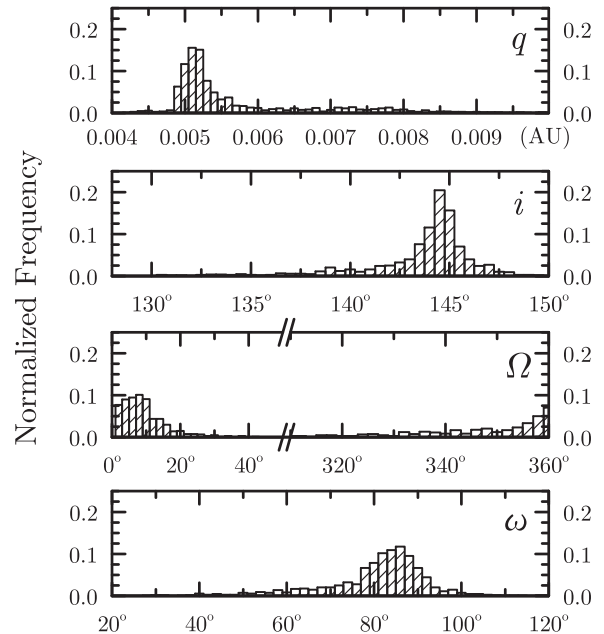 0.2 q 0.2
0.1 0.1
0.0 0.0
0.004 0.005 0.006 0.007 0.008 0.009 (AU)
0.2 i 0.2
0.1 0.1
0.0 0.0
130° 135° 140° 145° 150°
Normalized Frequency
0.2 Ω 0.2
0.1 0.1
0.0 0.0
0° 20° 40° 320° 340° 360°
0.2 ω 0.2
0.1 0.1
0.0 0.0
20° 40° 60° 80° 100° 120°